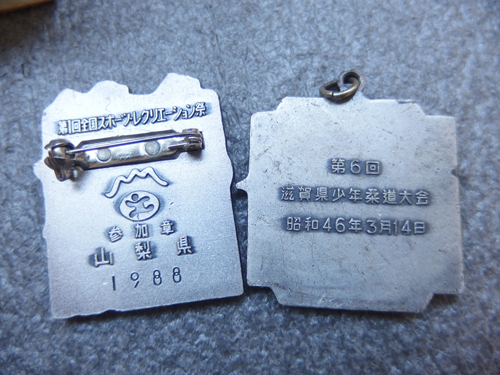 第1回全国スポーツ・レクリエーション祭
参加章
山梨県
1988
第6回
滋賀県少年柔道大会
昭和46年3月14日